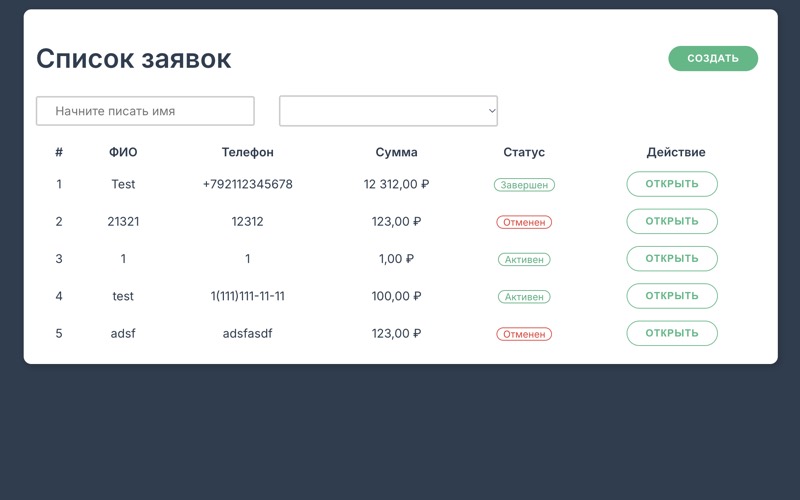 Список заявок
СОЗДАТЬ
Начните писать имя
# ФИО Телефон Сумма Статус Действие
1 Test +792112345678 12 312,00 ₽ Завершен ОТКРЫТЬ
2 21321 12312 123,00 ₽ Отменен ОТКРЫТЬ
3 1 1 1,00 ₽ Активен ОТКРЫТЬ
4 test 1(111)111-11-11 100,00 ₽ Активен ОТКРЫТЬ
5 adsf adsfasdf 123,00 ₽ Отменен ОТКРЫТЬ